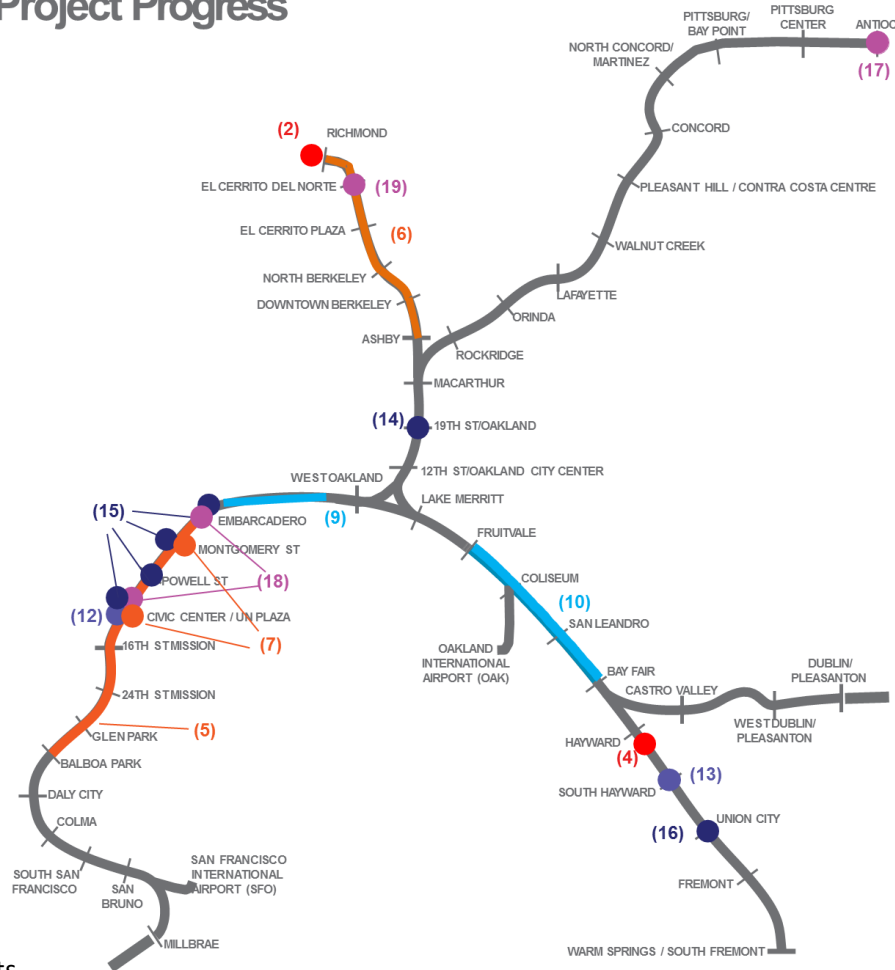 Project Progress
PITTSBURG/
BAY POINT
PITTSBURG
CENTER
ANTIOC
(17)
NORTH CONCORD/
MARTINEZ
CONCORD
PLEASANT HILL / CONTRA COSTA CENTRE
WALNUT CREEK
LAFAYETTE
ORINDA
ROCKRIDGE
(2)
RICHMOND
EL CERRITO DEL NORTE
(19)
EL CERRITO PLAZA
(6)
NORTH BERKELEY
DOWNTOWN BERKELEY
ASHBY
MACARTHUR
(14)
19TH ST/OAKLAND
12TH ST/OAKLAND CITY CENTER
WEST OAKLAND
LAKE MERRITT
(9)
(15)
EMBARCADERO
MONTGOMERY ST
POWELL ST
(18)
(12)
CIVIC CENTER / UN PLAZA
(7)
16TH ST MISSION
24TH ST MISSION
(5)
GLEN PARK
BALBOA PARK
DALY CITY
COLMA
SOUTH SAN
FRANCISCO
SAN
BRUNO
SAN FRANCISCO
INTERNATIONAL
AIRPORT (SFO)
MILLBRAE
FRUITVALE
COLISEUM
(10)
SAN LEANDRO
OAKLAND
INTERNATIONAL
AIRPORT (OAK)
BAY FAIR
CASTRO VALLEY
DUBLIN/
PLEASANTON
WEST DUBLIN/
PLEASANTON
HAYWARD
(4)
(13)
SOUTH HAYWARD
(16)
UNION CITY
FREMONT
WARM SPRINGS / SOUTH FREMONT